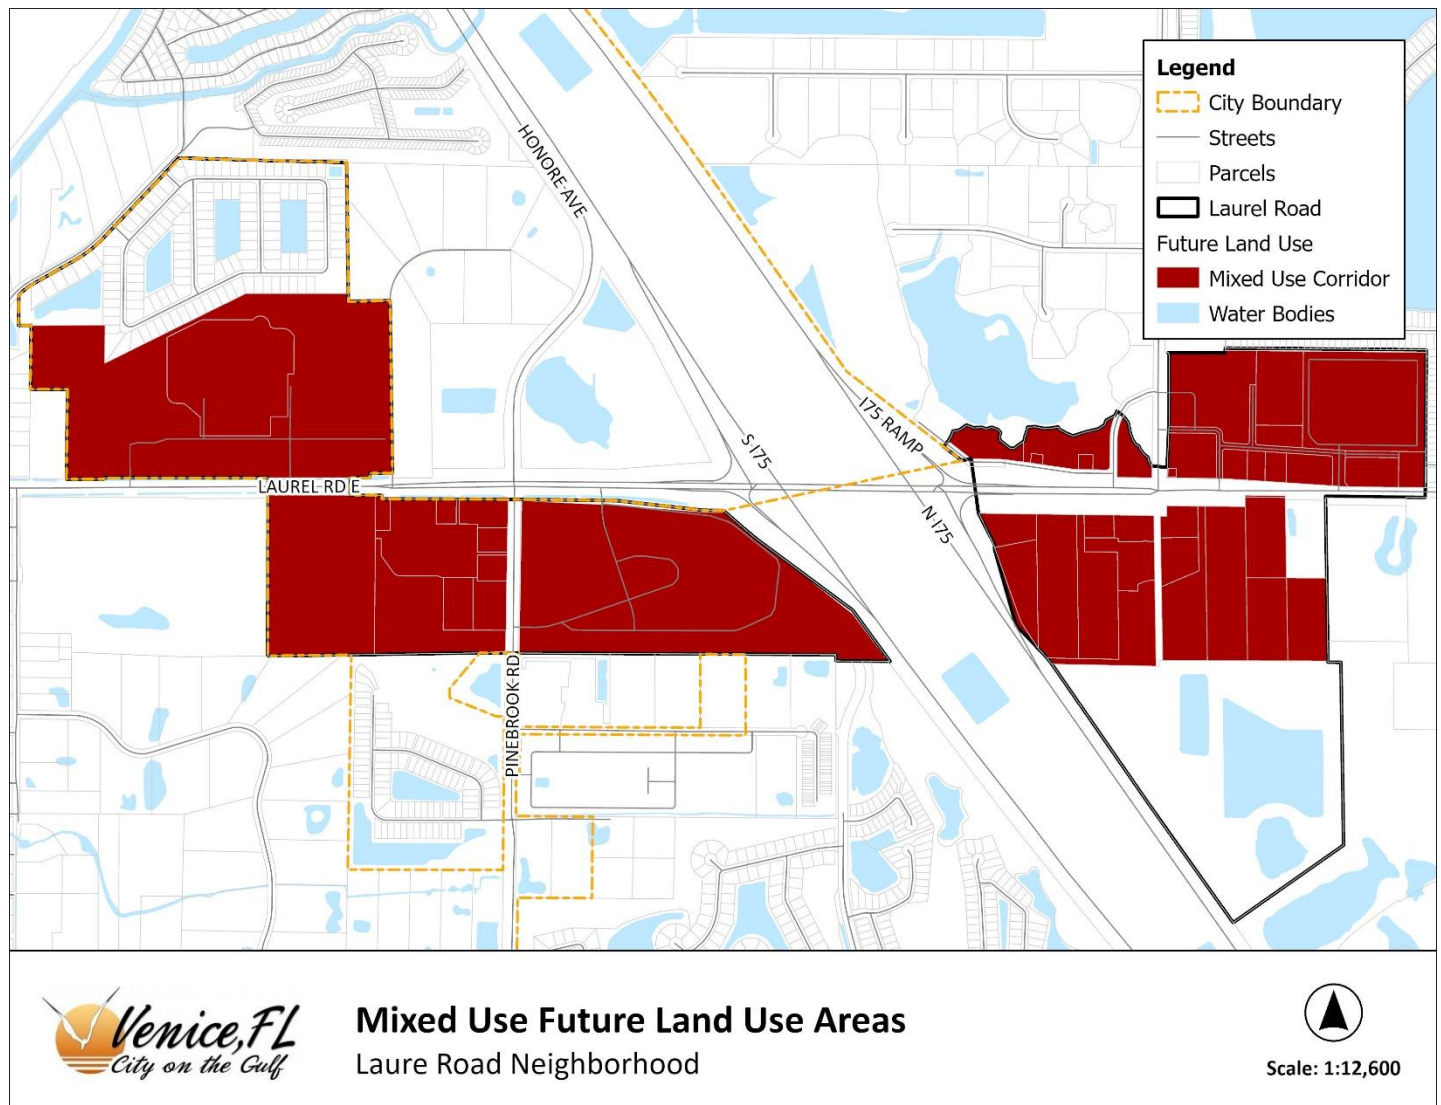 Legend
City Boundary
Streets
Parcels
Laurel Road
Future Land Use
Mixed Use Corridor
Water Bodies
HONORE AVE
I75 RAMP
S I75
N I75
LAUREL RD E
PINEBROOK RD
Venice, FL
City on the Gulf
Mixed Use Future Land Use Areas
Laure Road Neighborhood
Scale: 1:12,600